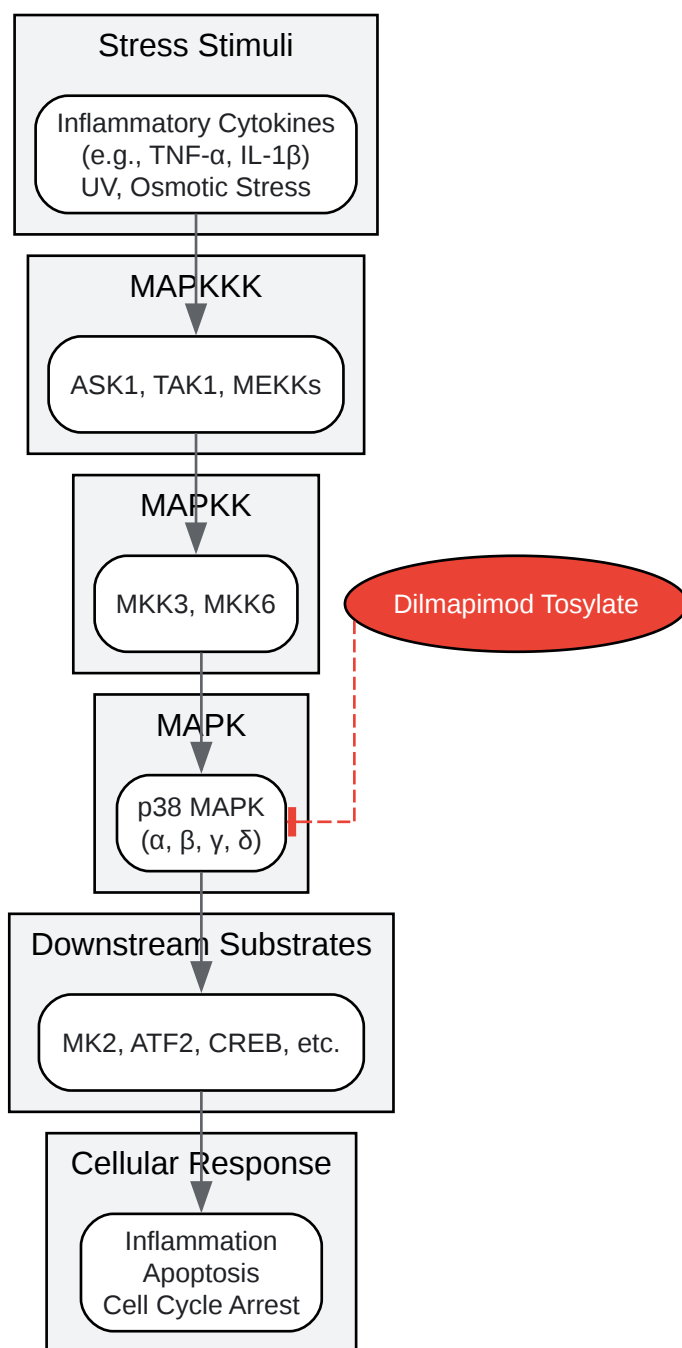 Stress Stimuli
Inflammatory Cytokines
(e.g., TNF-α, IL-1β)
UV, Osmotic Stress
MAPKKK
ASK1, TAK1, MEKKs
MAPKK
MKK3, MKK6
Dilmapimod Tosylate
MAPK
p38 MAPK
(α, β, γ, δ)
Downstream Substrates
MK2, ATF2, CREB, etc.
Cellular Response
Inflammation
Apoptosis
Cell Cycle Arrest